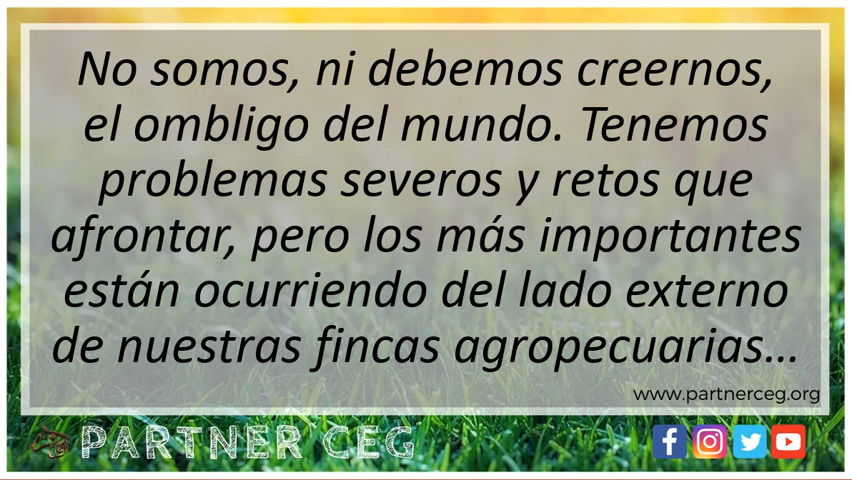 No somos, ni debemos creernos,
el ombligo del mundo. Tenemos
problemas severos y retos que
afrontar, pero los más importantes
están ocurriendo del lado externo
de nuestras fincas agropecuarias...
www.partnerceg.org
PARTNER CEG